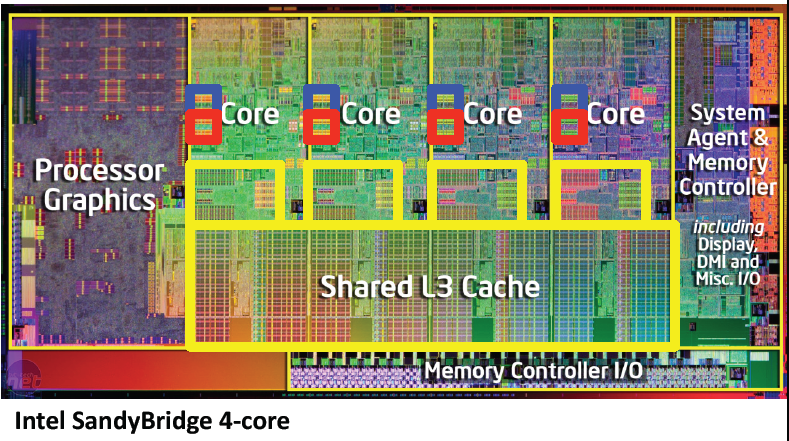 Core
Core
Core
Core
Processor
Graphics
System
Agent &
Memory
Controller
including
Display,
DMI and
Misc. I/O
Shared L3 Cache
Memory Controller I/O
Intel SandyBridge 4-core